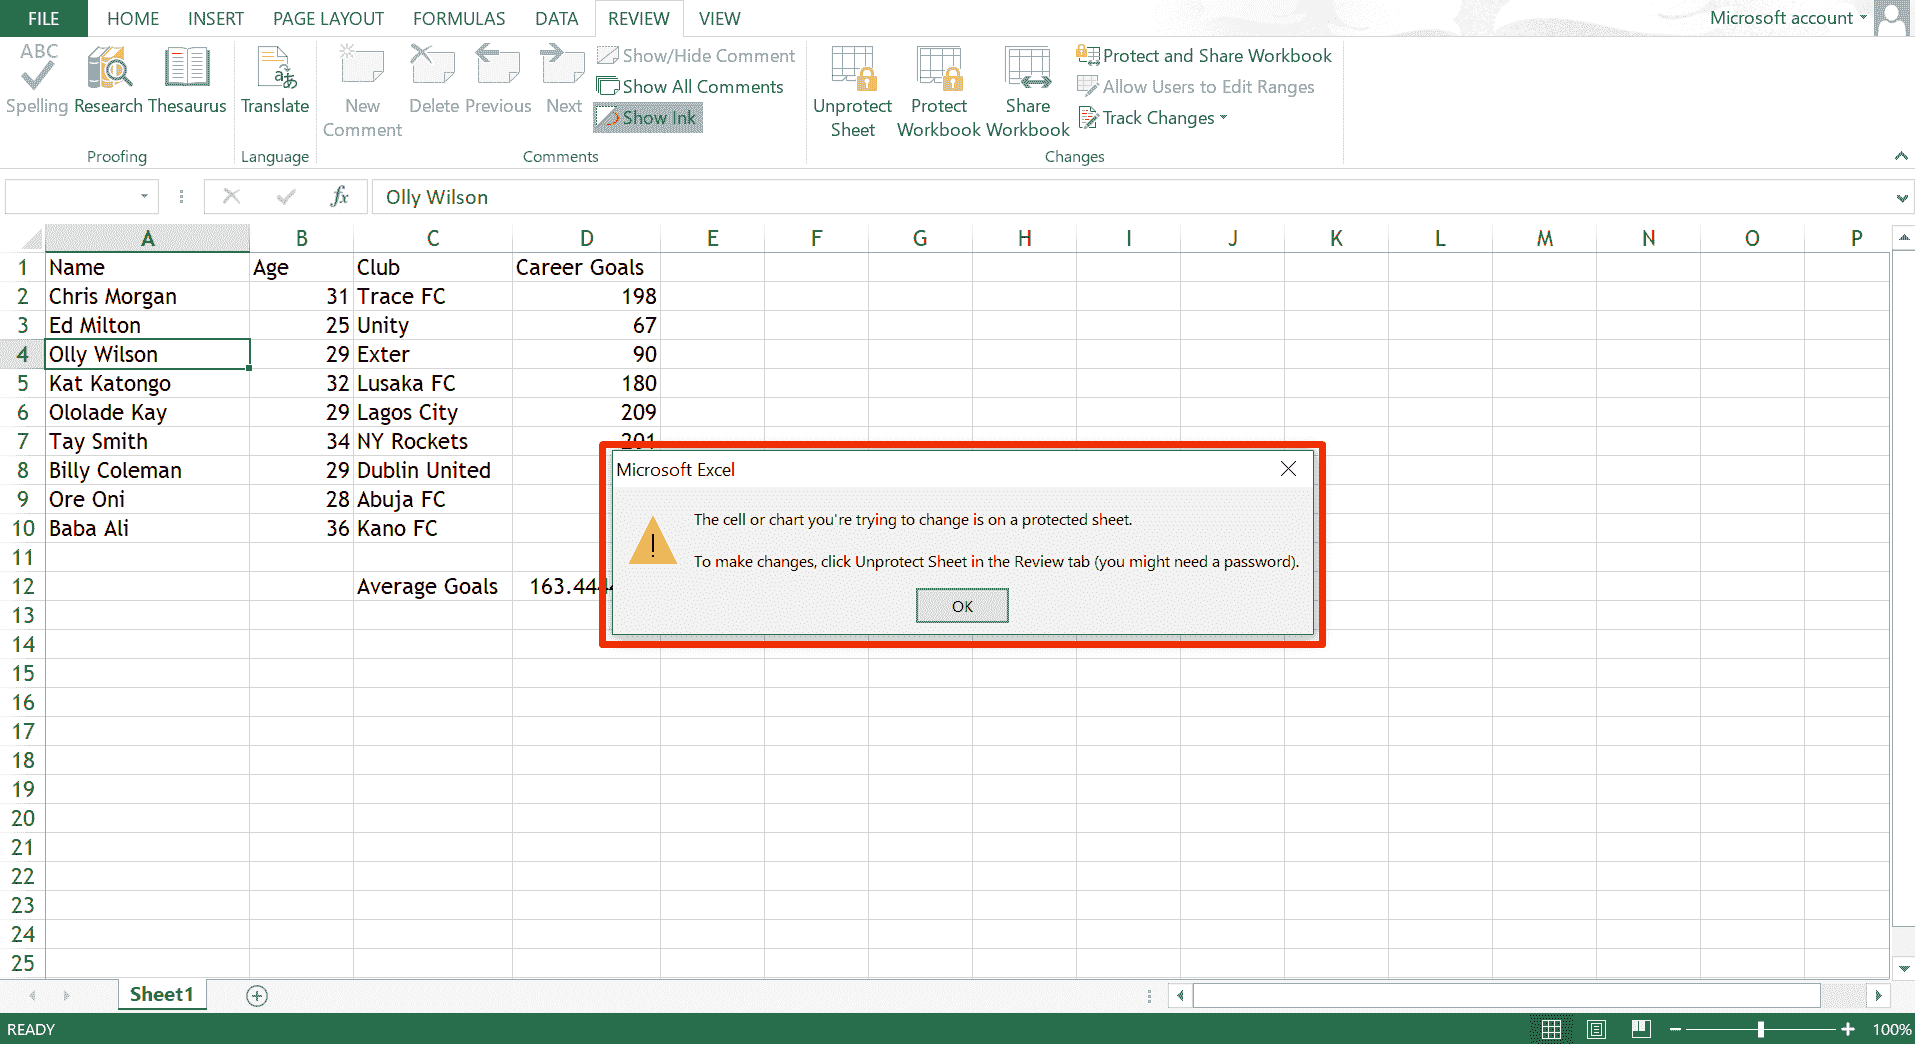 FILE HOME INSERT PAGE LAYOUT FORMULAS DATA REVIEW VIEW Microsoft account
ABC
Spelling Research Thesaurus
Proofing
Translate
Language
New Comment
Delete Previous Next
Show/Hide Comment
Show All Comments
Show Ink
Comments
Unprotect Sheet
Protect Workbook
Share Workbook
Protect and Share Workbook
Allow Users to Edit Ranges
Track Changes
Changes
fx Olly Wilson
A B C D E F G H I J K L M N O P
1 Name Age Club Career Goals
2 Chris Morgan 31 Trace FC 198
3 Ed Milton 25 Unity 67
4 Olly Wilson 29 Exter 90
5 Kat Katongo 32 Lusaka FC 180
6 Ololade Kay 29 Lagos City 209
7 Tay Smith 34 NY Rockets 201
8 Billy Coleman 29 Dublin United
9 Ore Oni 28 Abuja FC
10 Baba Ali 36 Kano FC
11
12 Average Goals 163.444
13
14
15
16
17
18
19
20
21
22
23
24
25
Microsoft Excel
The cell or chart you're trying to change is on a protected sheet.
To make changes, click Unprotect Sheet in the Review tab (you might need a password).
OK
Sheet1
READY 100%